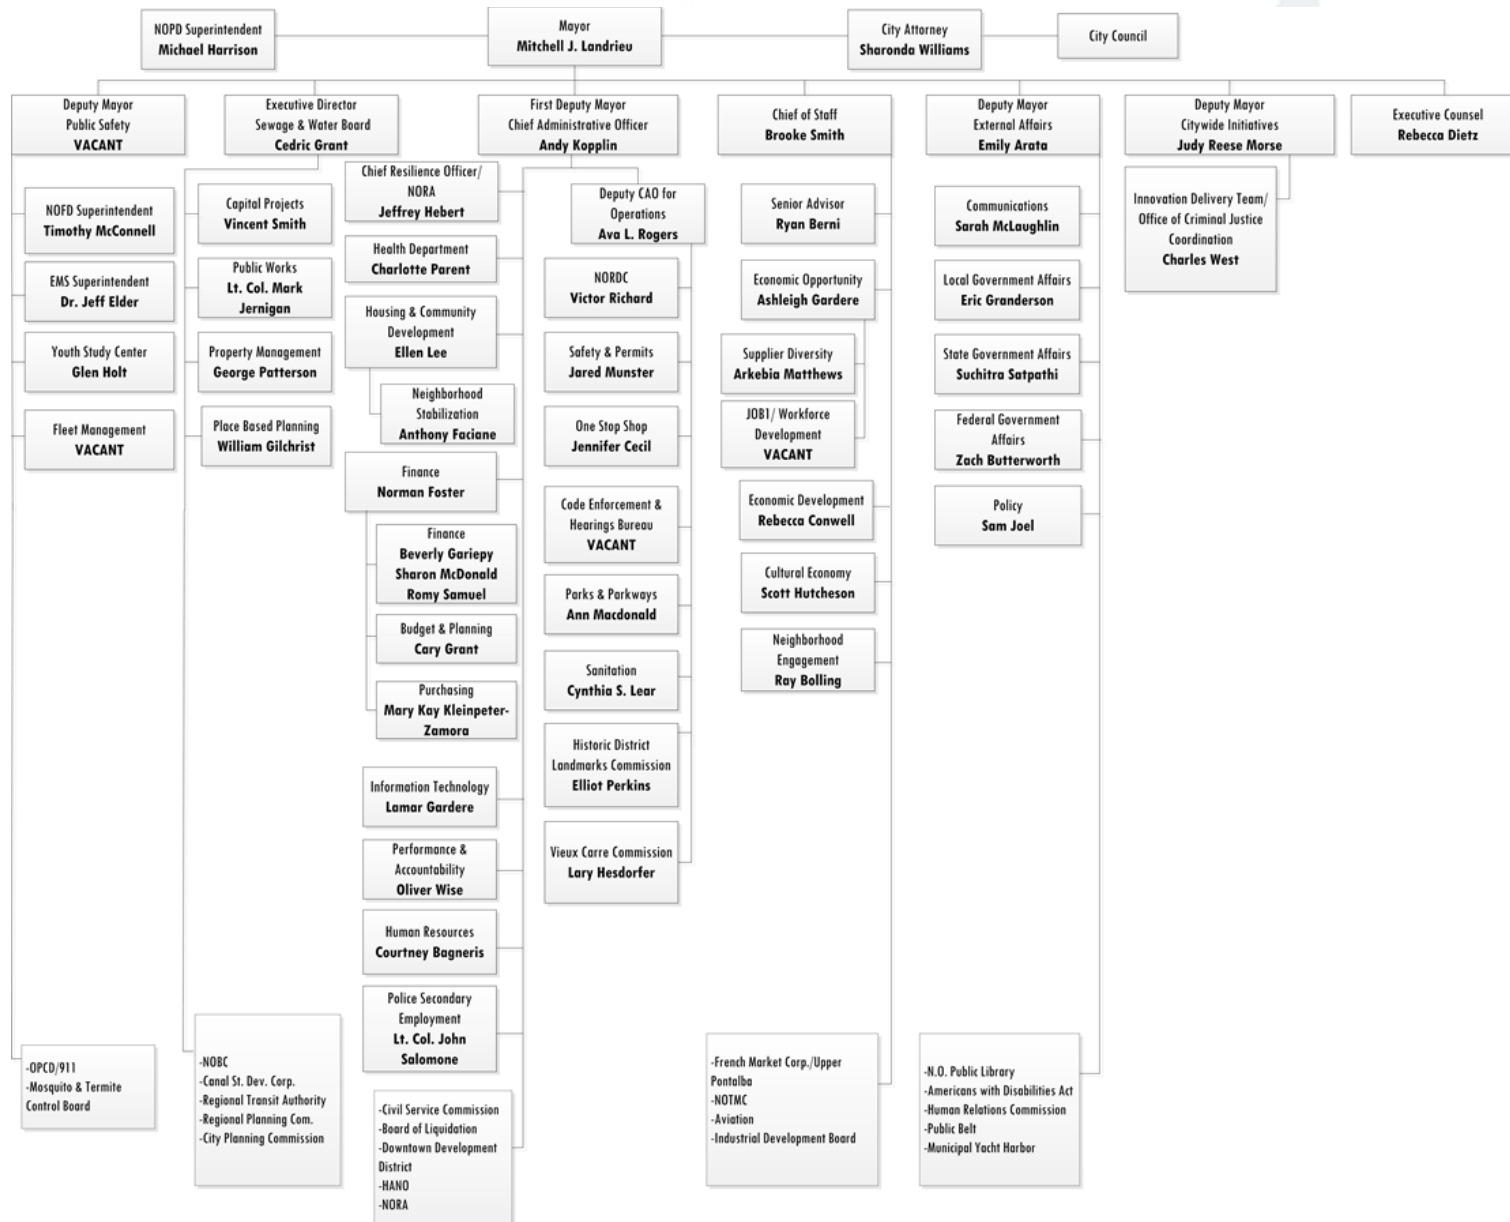 NOPD Superintendent
Michael Harrison
Mayor
Mitchell J. Landrieu
City Attorney
Sharonda Williams
City Council
Deputy Mayor
Public Safety
VACANT
Executive Director
Sewage & Water Board
Cedric Grant
First Deputy Mayor
Chief Administrative Officer
Andy Kopplin
Chief of Staff
Brooke Smith
Deputy Mayor
External Affairs
Emily Arata
Deputy Mayor
Citywide Initiatives
Judy Reese Morse
Executive Counsel
Rebecca Dietz
NOFD Superintendent
Timothy McConnell
EMS Superintendent
Dr. Jeff Elder
Youth Study Center
Glen Holt
Fleet Management
VACANT
-OPCD/911
-Mosquito & Termite
Control Board
Capital Projects
Vincent Smith
Public Works
Lt. Col. Mark
Jernigan
Property Management
George Patterson
Place Based Planning
William Gilchrist
-NOBC
-Canal St. Dev. Corp.
-Regional Transit Authority
-Regional Planning Com.
-City Planning Commission
Chief Resilience Officer/
NORA
Jeffrey Hebert
Health Department
Charlotte Parent
Housing & Community
Development
Ellen Lee
Neighborhood
Stabilization
Anthony Faciane
Finance
Norman Foster
Finance
Beverly Gariepy
Sharon McDonald
Romy Samuel
Budget & Planning
Cary Grant
Purchasing
Mary Kay Kleinpeter-
Zamora
Information Technology
Lamar Gardere
Performance &
Accountability
Oliver Wise
Human Resources
Courtney Bagneris
Police Secondary
Employment
Lt. Col. John
Salomone
-Civil Service Commission
-Board of Liquidation
-Downtown Development
District
-HANO
-NORA
Deputy CAO for
Operations
Ava L. Rogers
NORDC
Victor Richard
Safety & Permits
Jared Munster
One Stop Shop
Jennifer Cecil
Code Enforcement &
Hearings Bureau
VACANT
Parks & Parkways
Ann Macdonald
Sanitation
Cynthia S. Lear
Historic District
Landmarks Commission
Elliot Perkins
Vieux Carre Commission
Lary Hesdorfer
Senior Advisor
Ryan Berni
Economic Opportunity
Ashleigh Gardere
Supplier Diversity
Arkebia Matthews
JOB1/ Workforce
Development
VACANT
Economic Development
Rebecca Conwell
Cultural Economy
Scott Hutcheson
Neighborhood
Engagement
Ray Bolling
-French Market Corp./Upper
Pontalba
-NOTMC
-Aviation
-Industrial Development Board
Communications
Sarah McLaughlin
Local Government Affairs
Eric Granderson
State Government Affairs
Suchitra Satpathi
Federal Government
Affairs
Zach Butterworth
Policy
Sam Joel
-N.O. Public Library
-Americans with Disabilities Act
-Human Relations Commission
-Public Belt
-Municipal Yacht Harbor
Innovation Delivery Team/
Office of Criminal Justice
Coordination
Charles West